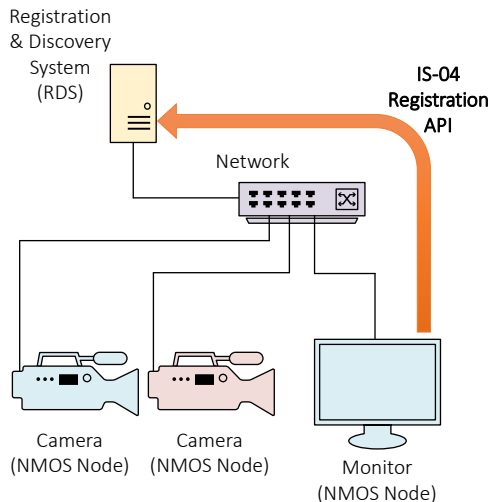 Registration
& Discovery
System
(RDS)
IS-04
Registration
API
Network
Camera
(NMOS Node)
Camera
(NMOS Node)
Monitor
(NMOS Node)